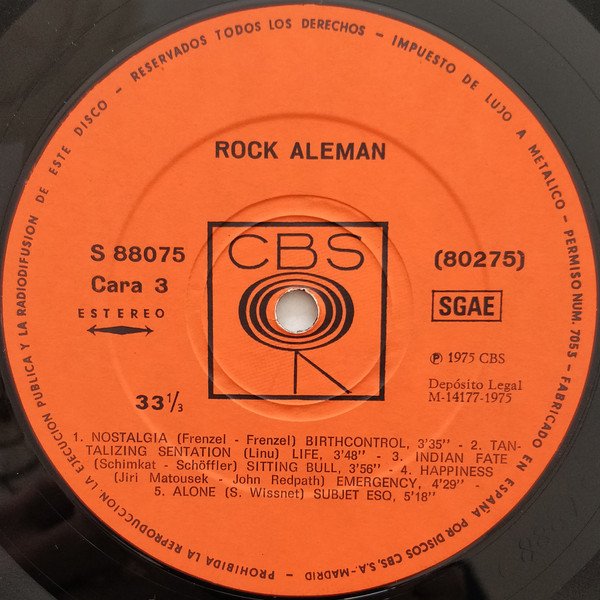 RESERVADOS TODOS LOS DERECHOS - IMPUESTO DE LUJO A METALICO - PERMISO NUM. 7053 - FABRICADO EN ESPAÑA POR DISCOS CBS, S.A.-MADRID - PROHIBIDA LA REPRODUCCION LA EJECUCION PUBLICA Y LA RADIODIFUSION DE ESTE DISCO -
ROCK ALEMAN
S 88075
Cara 3
ESTEREO
33 1/3
CBS
(80275)
SGAE
℗ 1975 CBS
Depósito Legal
M-14177-1975
1. NOSTALGIA (Frenzel - Frenzel) BIRTHCONTROL, 3'35" - 2. TAN-
TALIZING SENTATION (Linu) LIFE, 3'48" - 3. INDIAN FATE
(Schimkat - Schöffler) SITTING BULL, 3'56" - 4. HAPPINESS
(Jiri Matousek - John Redpath) EMERGENCY, 4'29" -
5. ALONE (S. Wissnet) SUBJET ESQ, 5'18"